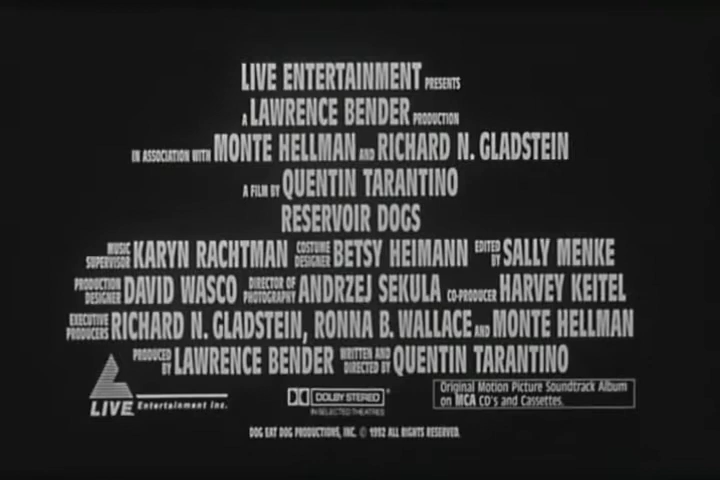 LIVE ENTERTAINMENT PRESENTS
A LAWRENCE BENDER PRODUCTION
IN ASSOCIATION WITH MONTE HELLMAN AND RICHARD N. GLADSTEIN
A FILM BY QUENTIN TARANTINO
RESERVOIR DOGS
MUSIC SUPERVISOR KARYN RACHTMAN COSTUME DESIGNER BETSY HEIMANN EDITED BY SALLY MENKE
PRODUCTION DESIGNER DAVID WASCO DIRECTOR OF PHOTOGRAPHY ANDRZEJ SEKULA CO-PRODUCER HARVEY KEITEL
EXECUTIVE PRODUCERS RICHARD N. GLADSTEIN, RONNA B. WALLACE AND MONTE HELLMAN
PRODUCED BY LAWRENCE BENDER WRITTEN AND DIRECTED BY QUENTIN TARANTINO
LIVE Entertainment Inc.
DOLBY STEREO
IN SELECTED THEATRES
Original Motion Picture Soundtrack Album
on MCA CD's and Cassettes.
DOG EAT DOG PRODUCTIONS, INC. © 1992 ALL RIGHTS RESERVED.